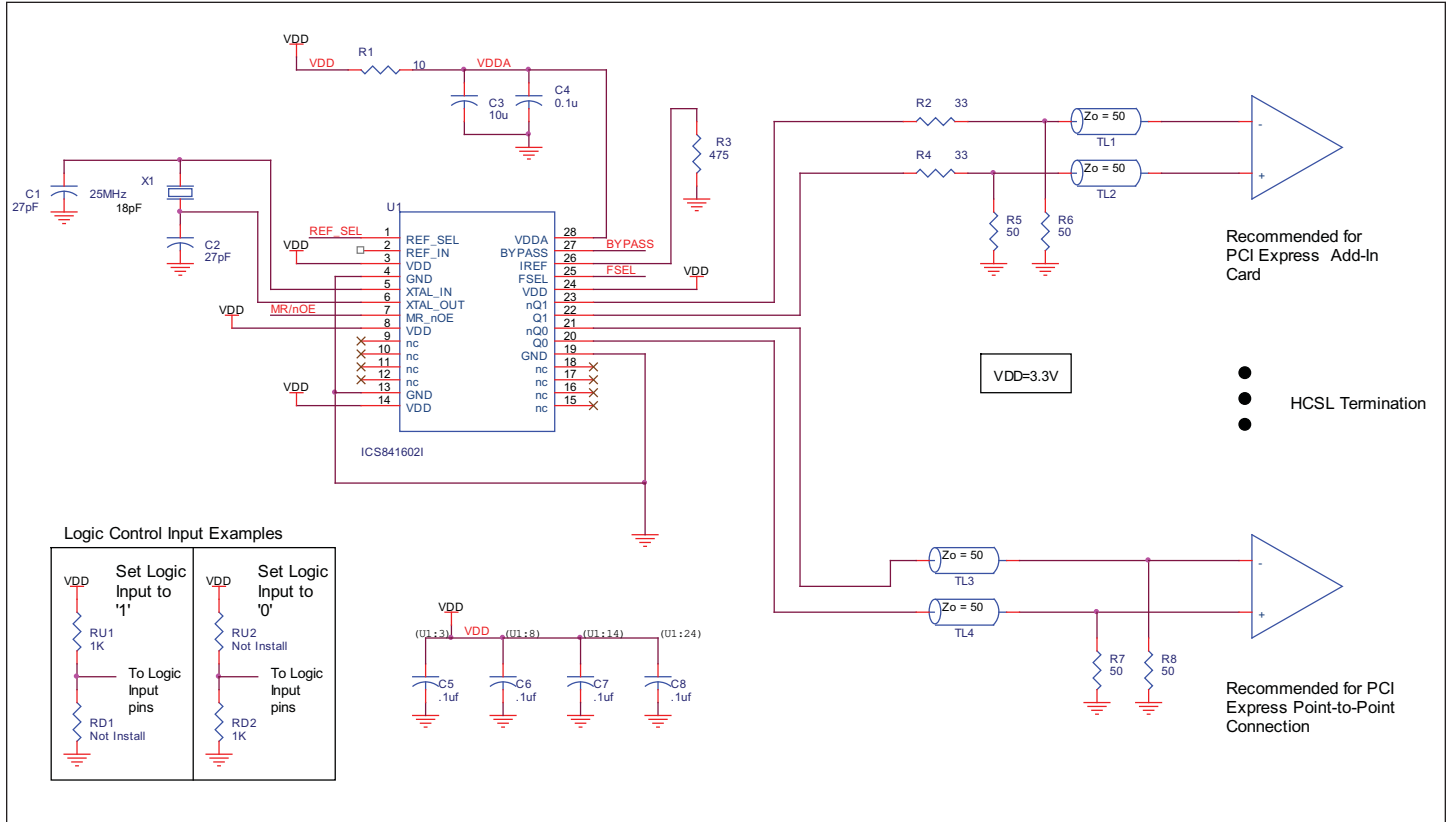 VDD
VDD
R1
10
VDDA
C3
10u
C4
0.1u
R3
475
R2 33
R4 33
Zo = 50
TL1
Zo = 50
TL2
-
+
R5
50
R6
50
Recommended for
PCI Express Add-In
Card
C1
27pF
25MHz
X1
18pF
C2
27pF
U1
REF_SEL
VDD
MR/nOE
VDD
VDD
1 REF_SEL
2 REF_IN
3 VDD
4 GND
5 XTAL_IN
6 XTAL_OUT
7 MR_nOE
8 VDD
9 nc
10 nc
11 nc
12 nc
13 GND
14 VDD
VDDA 28
BYPASS 27
IREF 26
FSEL 25
VDD 24
nQ1 23
Q1 22
nQ0 21
Q0 20
GND 19
nc 18
nc 17
nc 16
nc 15
BYPASS
FSEL
VDD
ICS841602I
VDD=3.3V
HCSL Termination
Logic Control Input Examples
VDD
Set Logic
Input to
'1'
RU1
1K
To Logic
Input
pins
RD1
Not Install
VDD
Set Logic
Input to
'0'
RU2
Not Install
To Logic
Input
pins
RD2
1K
VDD
(U1:3) VDD (U1:8) (U1:14) (U1:24)
C5
.1uf
C6
.1uf
C7
.1uf
C8
.1uf
Zo = 50
TL3
Zo = 50
TL4
-
+
R7
50
R8
50
Recommended for PCI
Express Point-to-Point
Connection